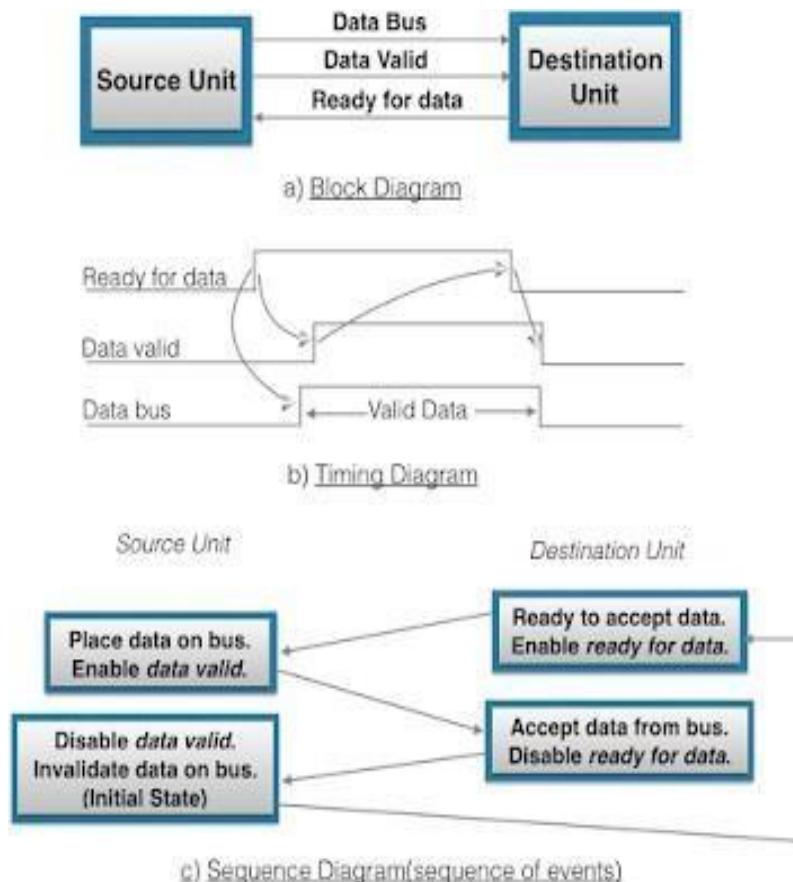 Data Bus
Source Unit
Data Valid
Destination
Unit
Ready for data
a) Block Diagram
Ready for data
Data valid
Data bus
Valid Data
b) Timing Diagram
Source Unit
Destination Unit
Place data on bus.
Enable data valid.
Ready to accept data.
Enable ready for data.
Disable data valid.
Invalidate data on bus.
(Initial State)
Accept data from bus.
Disable ready for data.
c) Sequence Diagram(sequence of events)